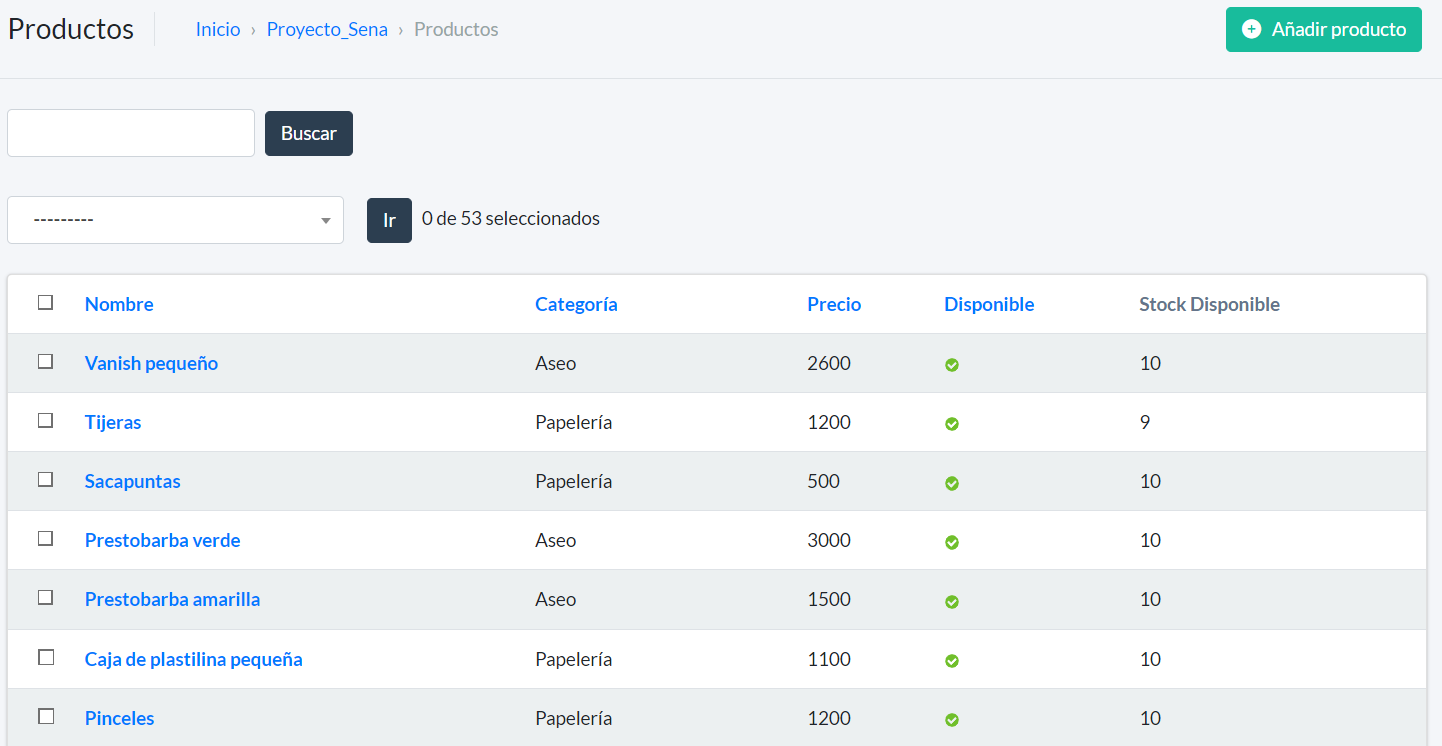 Productos Inicio › Proyecto_Sena › Productos Añadir producto
Buscar
--------- Ir 0 de 53 seleccionados
Nombre Categoría Precio Disponible Stock Disponible
Vanish pequeño Aseo 2600 10
Tijeras Papelería 1200 9
Sacapuntas Papelería 500 10
Prestobarba verde Aseo 3000 10
Prestobarba amarilla Aseo 1500 10
Caja de plastilina pequeña Papelería 1100 10
Pinceles Papelería 1200 10